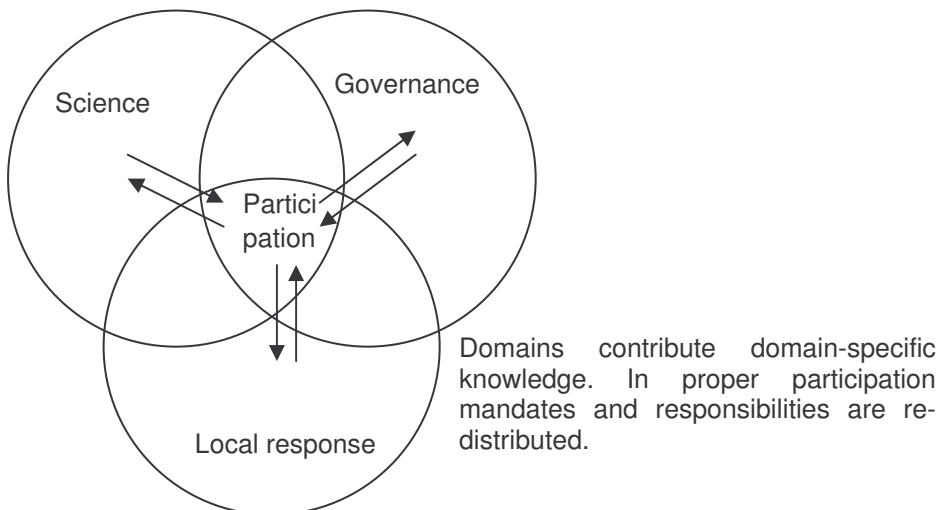 Science
Governance
Partici
pation
Local response
Domains contribute domain-specific
knowledge. In proper participation
mandates and responsibilities are re-
distributed.